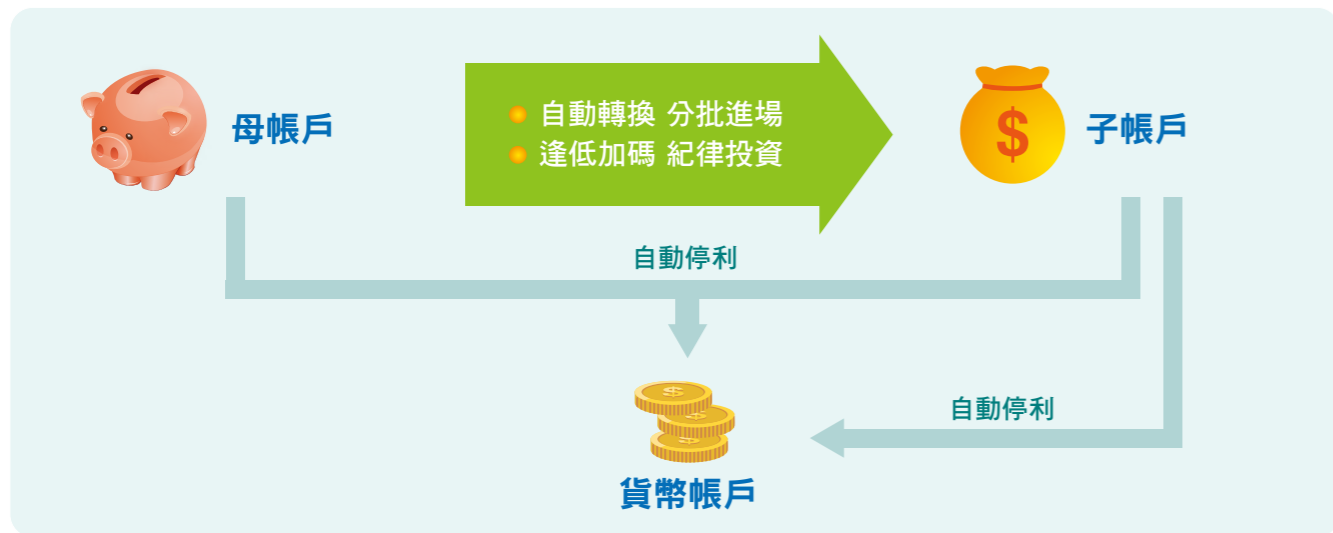 母帳戶
自動轉換 分批進場
逢低加碼 紀律投資
$
子帳戶
自動停利
自動停利
$
$
$
貨幣帳戶